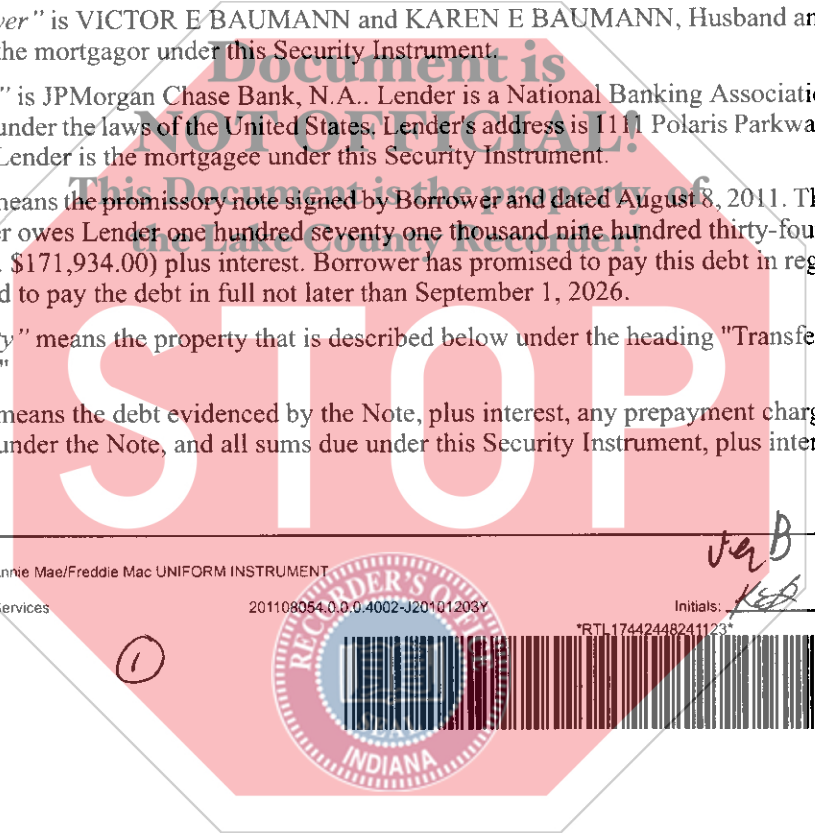 ver" is VICTOR E BAUMANN and KAREN E BAUMANN, Husband an
the mortgagor under this Security Instrument.
Document is
" is JPMorgan Chase Bank, N.A.. Lender is a National Banking Associati
under the laws of the United States. Lender's address is 1111 Polaris Parkwa
NOT OFFICIAL!
Lender is the mortgagee under this Security Instrument.
This Document is the property of
means the promissory note signed by Borrower and dated August 8, 2011. Th
the Lake County Recorder!
er owes Lender one hundred seventy one thousand nine hundred thirty-fou
. $171,934.00) plus interest. Borrower has promised to pay this debt in reg
d to pay the debt in full not later than September 1, 2026.
y" means the property that is described below under the heading "Transfe
"
STOP
means the debt evidenced by the Note, plus interest, any prepayment charg
under the Note, and all sums due under this Security Instrument, plus inter
B
nnie Mae/Freddie Mac UNIFORM INSTRUMENT
ervices
201108054.0.0.0.4002-J20101203Y
Initials: KEB
*RTL17442448241123*
1
RECORDER'S OFFICE
SEAL
INDIANA